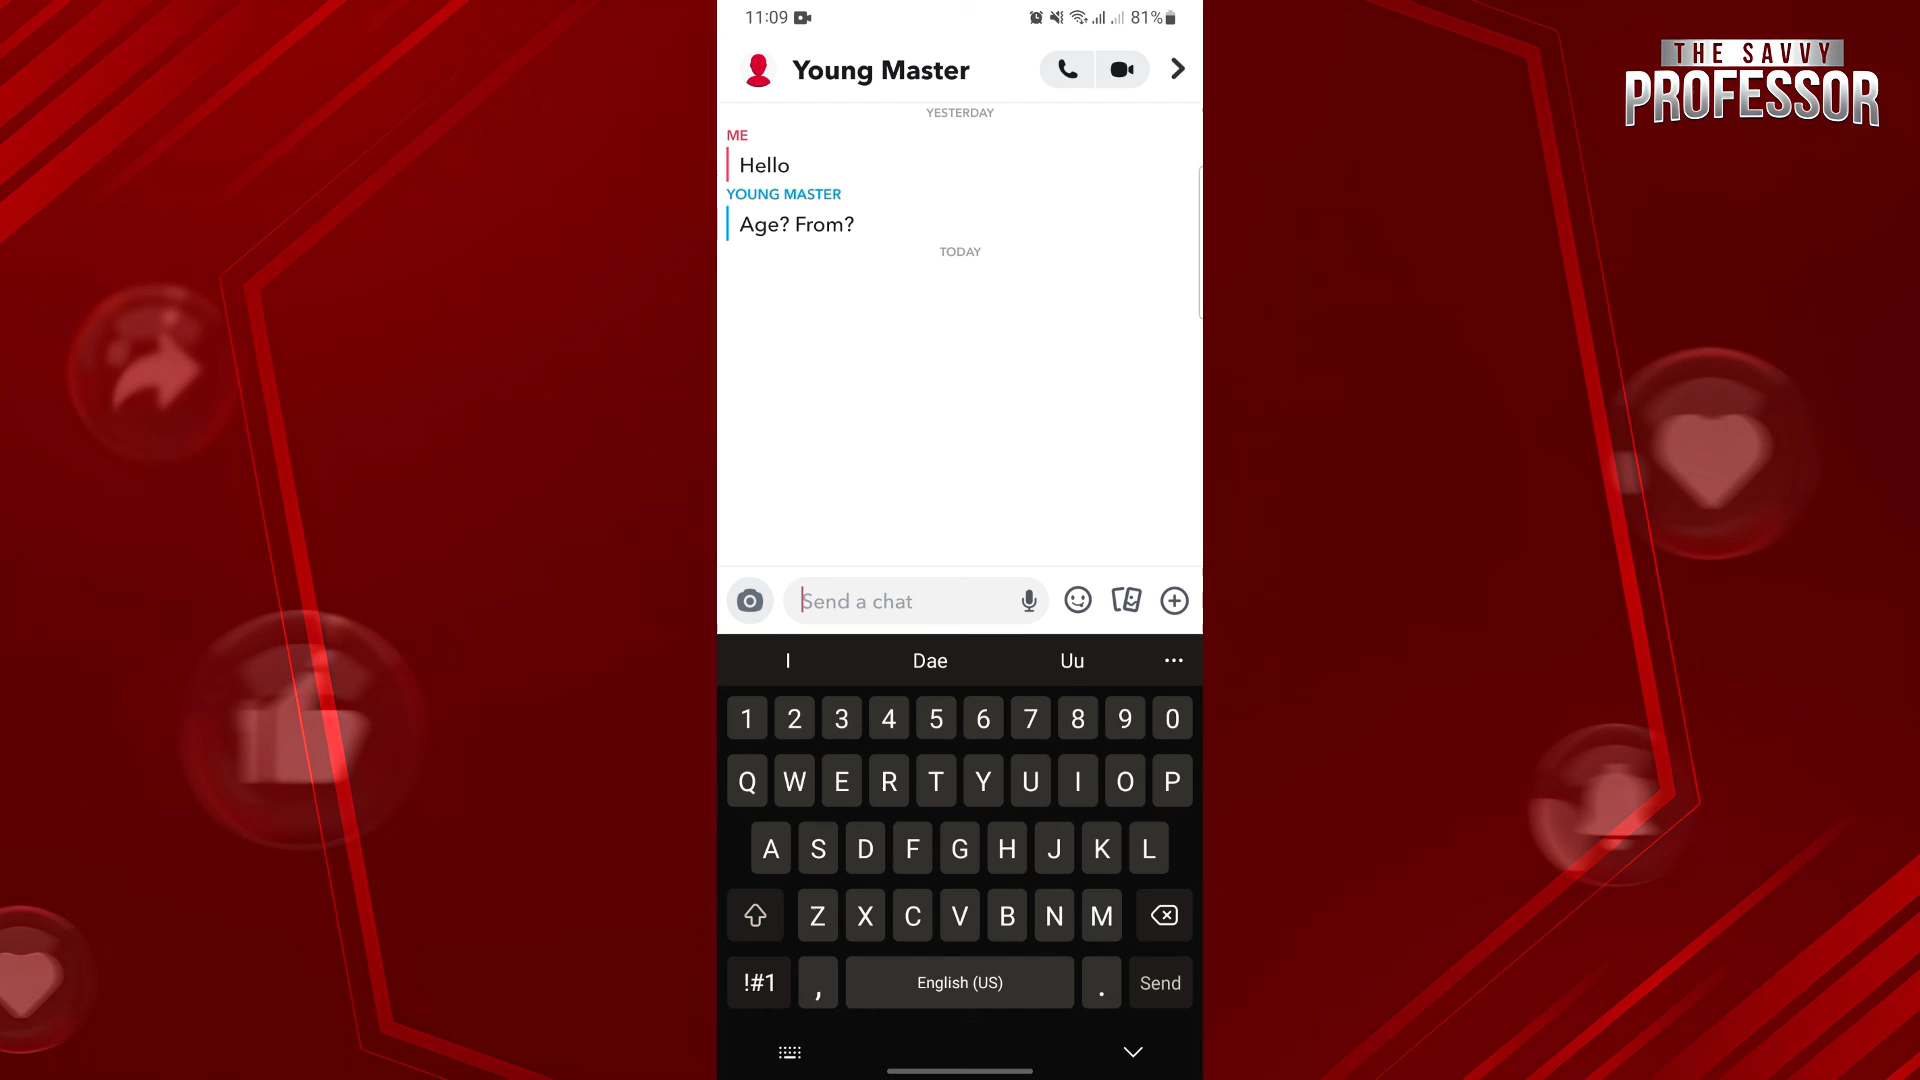 THE SAVVY
PROFESSOR
11:09
81%
Young Master
YESTERDAY
ME
Hello
YOUNG MASTER
Age? From?
TODAY
Send a chat
I Dae Uu ...
1 2 3 4 5 6 7 8 9 0
Q W E R T Y U I O P
A S D F G H J K L
Z X C V B N M
!#1 , English (US) . Send